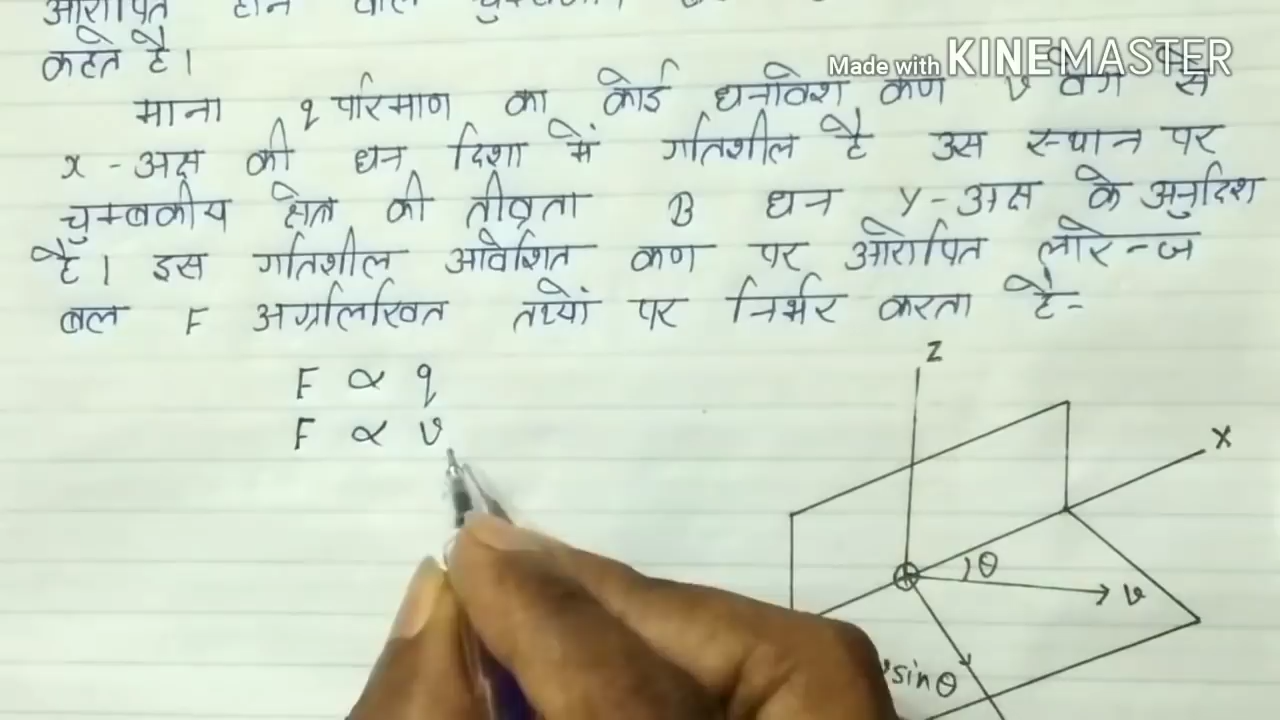 आरोपित होने वाले
कहते है।
Made with KINEMASTER
माना q परिमाण का कोई धनावेश कण v वेग से
x - अक्ष की धन दिशा में गतिशील है उस स्थान पर
चुम्बकीय क्षेत्र की तीव्रता B धन Y-अक्ष के अनुदिश
है। इस गतिशील आवेशित कण पर आरोपित लोरेन्ज
बल F अग्रलिखित तथ्यों पर निर्भर करता है-
F ∝ q
F ∝ v
Z
X
θ
v
sinθ